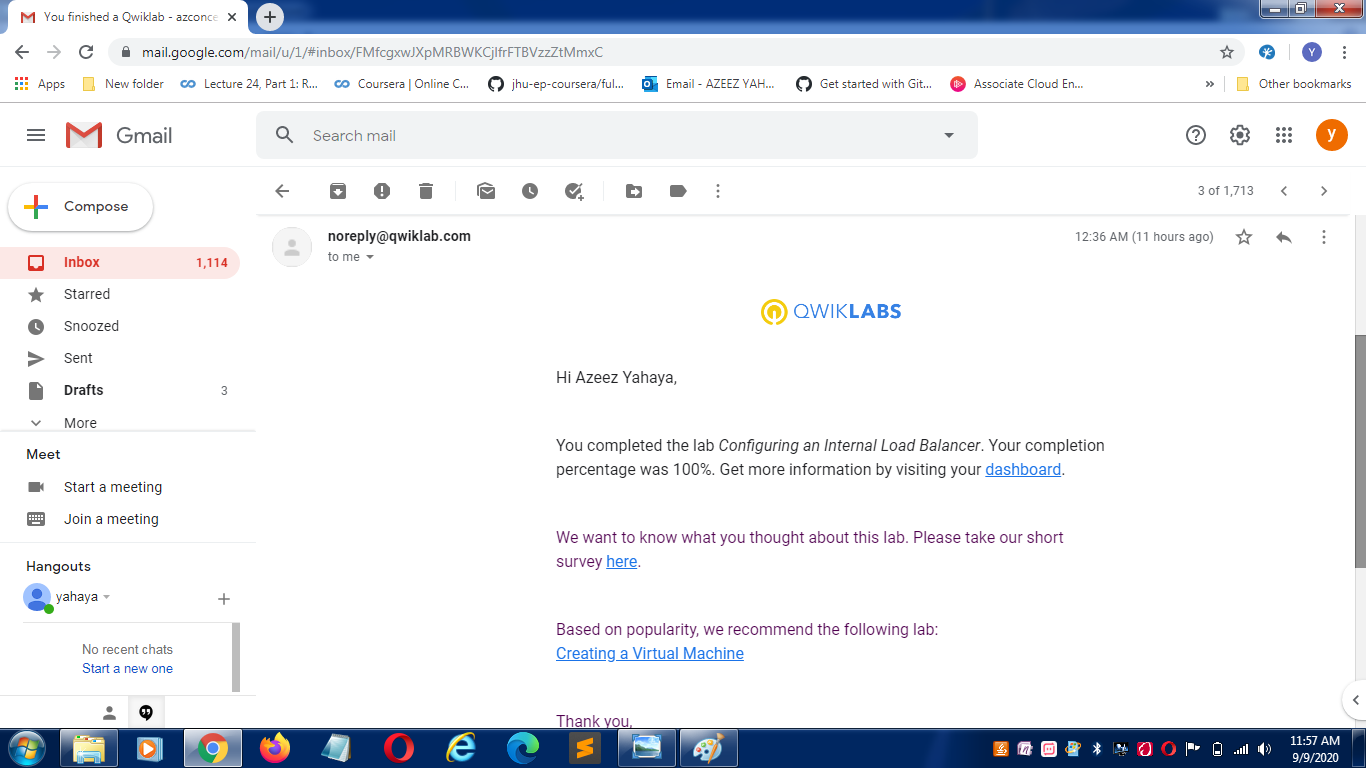 You finished a Qwiklab - azconce
mail.google.com/mail/u/1/#inbox/FMfcgxwJXpMRBWKCjlfrFTBVzzZtMmxC
Y
Apps
New folder
Lecture 24, Part 1: R...
Coursera | Online C...
jhu-ep-coursera/ful...
Email - AZEEZ YAH...
Get started with Git...
Associate Cloud En...
»
Other bookmarks
Gmail
Search mail
y
Compose
3 of 1,713
Inbox 1,114
Starred
Snoozed
Sent
Drafts 3
More
Meet
Start a meeting
Join a meeting
Hangouts
yahaya
No recent chats
Start a new one
noreply@qwiklab.com
12:36 AM (11 hours ago)
to me
QWIKLABS
Hi Azeez Yahaya,
You completed the lab Configuring an Internal Load Balancer. Your completion
percentage was 100%. Get more information by visiting your dashboard.
We want to know what you thought about this lab. Please take our short
survey here.
Based on popularity, we recommend the following lab:
Creating a Virtual Machine
Thank you,
11:57 AM
9/9/2020